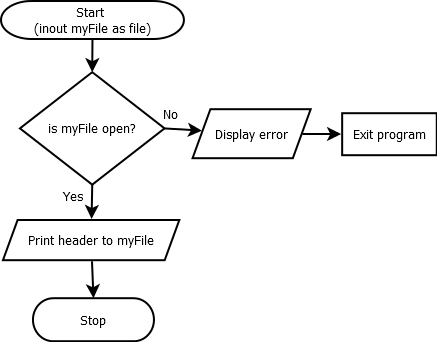 Start
(inout myFile as file)
is myFile open?
No
Display error
Exit program
Yes
Print header to myFile
Stop